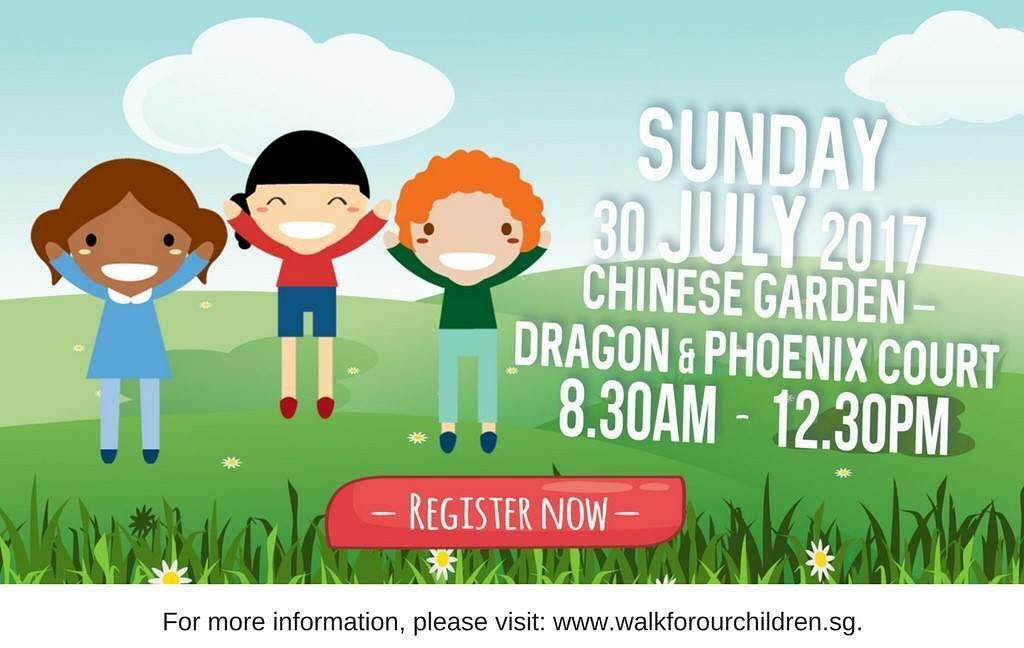 SUNDAY
30 JULY 2017
CHINESE GARDEN –
DRAGON & PHOENIX COURT
8.30AM - 12.30PM
– REGISTER NOW –
For more information, please visit: www.walkforourchildren.sg.